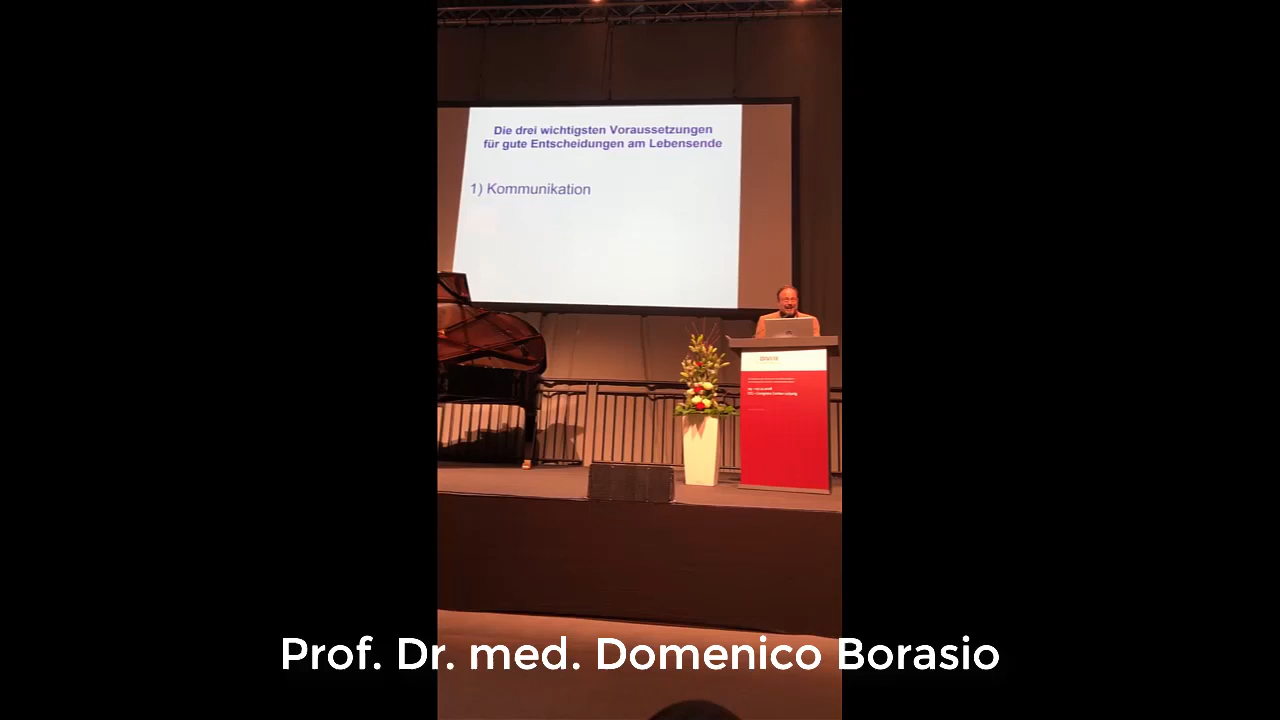 Die drei wichtigsten Voraussetzungen
für gute Entscheidungen am Lebensende
1) Kommunikation
Prof. Dr. med. Domenico Borasio